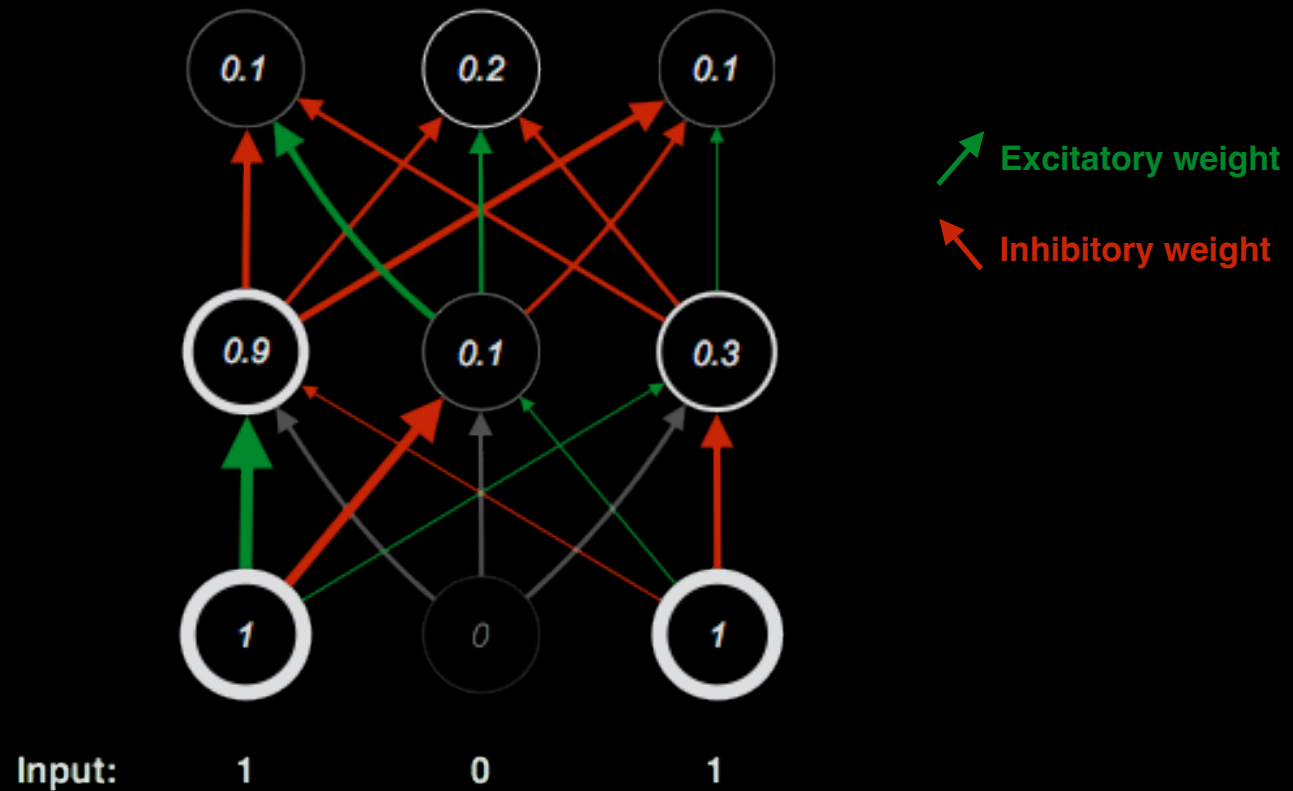 0.1 0.2 0.1
Excitatory weight
Inhibitory weight
0.9 0.1 0.3
1 0 1
Input: 1 0 1